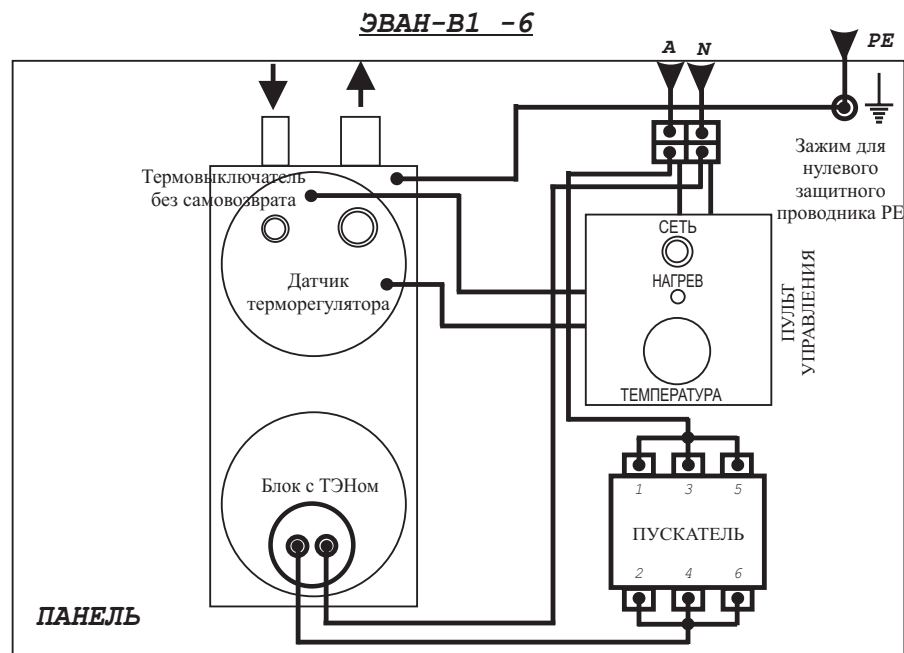 ЭВАН-В1 -6
A N
PE
Зажим для
нулевого
защитного
проводника РЕ
Термовыключатель
без самовозврата
Датчик
терморегулятора
СЕТЬ
НАГРЕВ
ТЕМПЕРАТУРА
ПУЛЬТ
УПРАВЛЕНИЯ
Блок с ТЭНом
1 3 5
ПУСКАТЕЛЬ
2 4 6
ПАНЕЛЬ